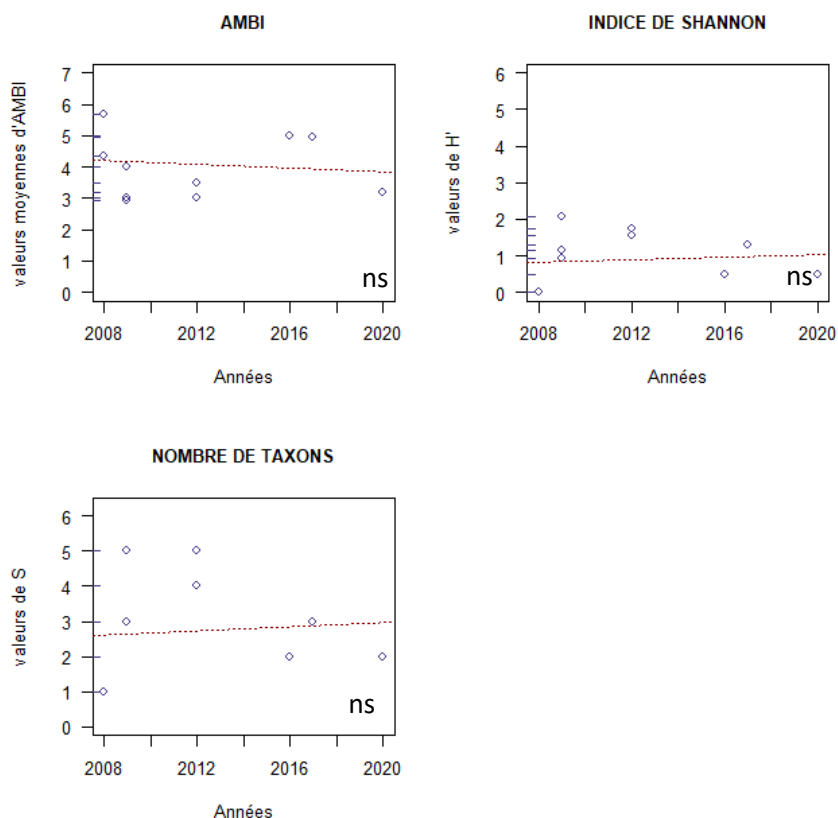 AMBI
valeurs moyennes d'AMBI
7
6
5
4
3
2
1
0
ns
2008 2012 2016 2020
Années
INDICE DE SHANNON
valeurs de H'
6
5
4
3
2
1
0
ns
2008 2012 2016 2020
Années
NOMBRE DE TAXONS
valeurs de S
6
5
4
3
2
1
0
ns
2008 2012 2016 2020
Années